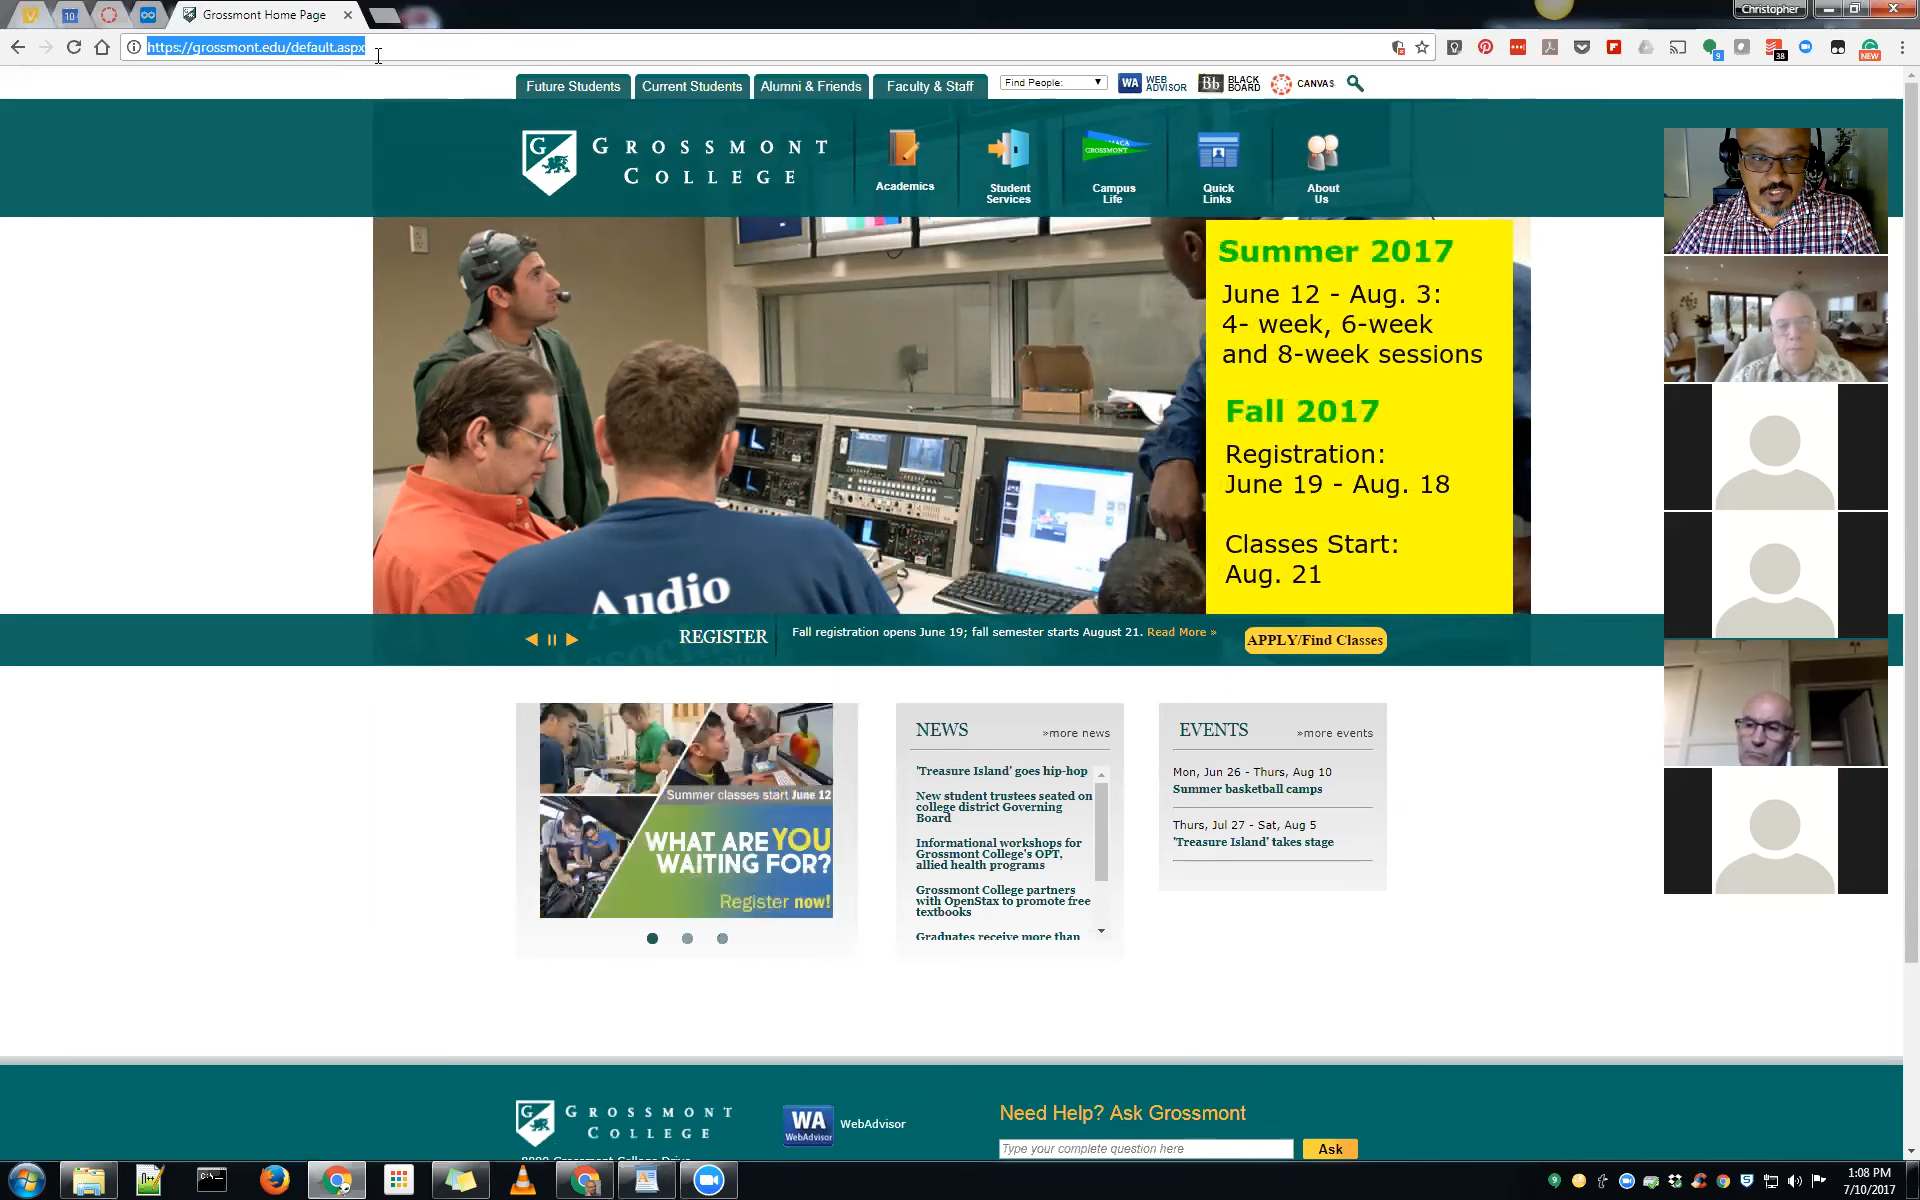 10
Grossmont Home Page
Christopher
https://grossmont.edu/default.aspx
9
38
NEW
Future Students
Current Students
Alumni & Friends
Faculty & Staff
Find People:
WA
WEB
ADVISOR
Bb
BLACK
BOARD
CANVAS
G
GROSSMONT
COLLEGE
Academics
Student
Services
GROSSMONT
Campus
Life
Quick
Links
About
Us
Summer 2017
June 12 - Aug. 3:
4- week, 6-week
and 8-week sessions
Fall 2017
Registration:
June 19 - Aug. 18
Classes Start:
Aug. 21
Audio
REGISTER
Fall registration opens June 19; fall semester starts August 21. Read More »
APPLY/Find Classes
Summer classes start June 12
WHAT ARE YOU
WAITING FOR?
Register now!
NEWS
»more news
'Treasure Island' goes hip-hop
New student trustees seated on
college district Governing
Board
Informational workshops for
Grossmont College's OPT,
allied health programs
Grossmont College partners
with OpenStax to promote free
textbooks
Graduates receive more than
EVENTS
»more events
Mon, Jun 26 - Thurs, Aug 10
Summer basketball camps
Thurs, Jul 27 - Sat, Aug 5
'Treasure Island' takes stage
G
GROSSMONT
COLLEGE
8800 Grossmont College Drive
WA
WebAdvisor
WebAdvisor
Need Help? Ask Grossmont
Type your complete question here
Ask
1:08 PM
7/10/2017